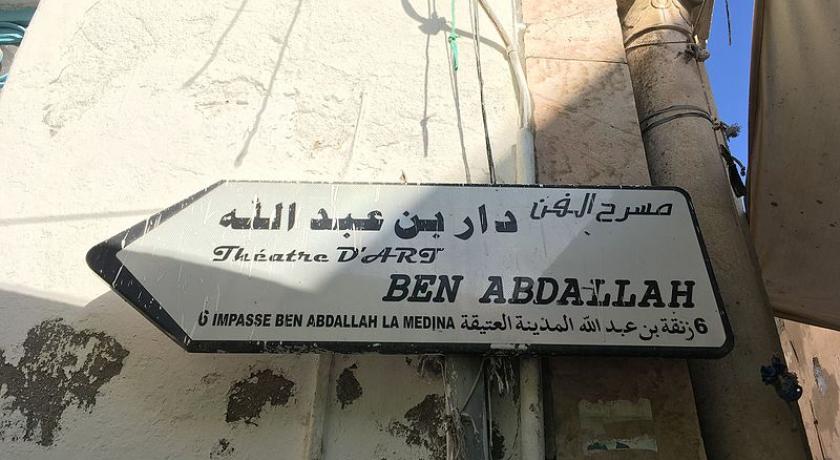 مسرح الفن دار بن عبد الله
Théatre D'ART
BEN ABDALLAH
6 IMPASSE BEN ABDALLAH LA MEDINA 6 زنقة بن عبد الله المدينة العتيقة